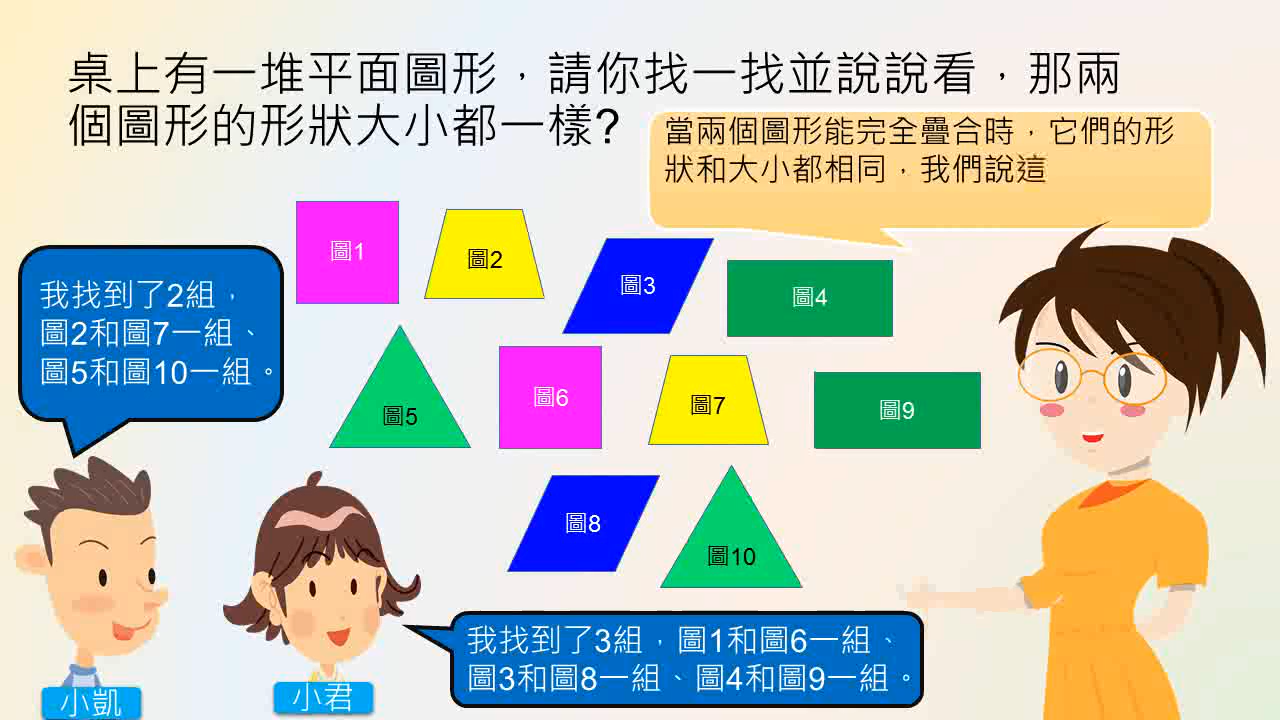 桌上有一堆平面圖形，請你找一找並說說看，那兩
個圖形的形狀大小都一樣?
當兩個圖形能完全疊合時，它們的形
狀和大小都相同，我們說這
圖1
圖2
圖3
圖4
我找到了2組，
圖2和圖7一組、
圖5和圖10一組。
圖5
圖6
圖7
圖9
圖8
圖10
我找到了3組，圖1和圖6一組、
圖3和圖8一組、圖4和圖9一組。
小凱
小君